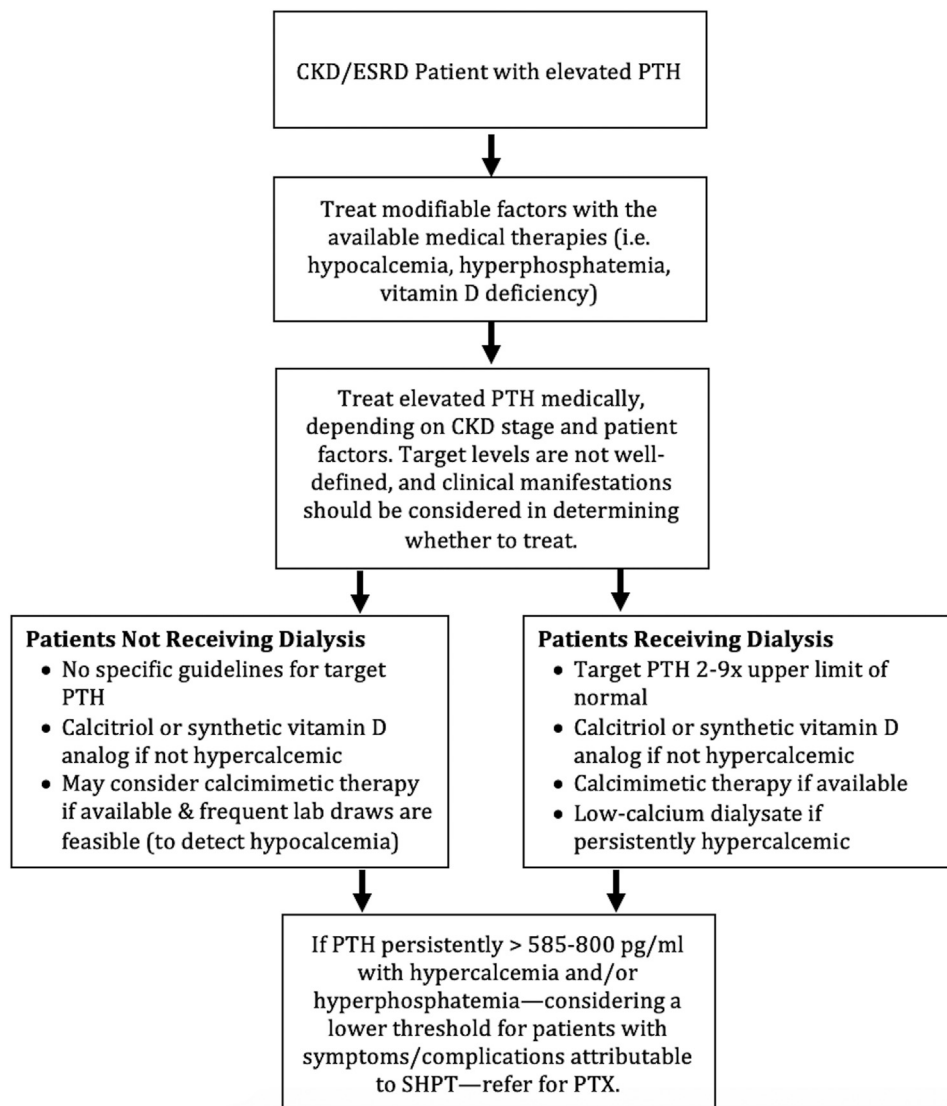 CKD/ESRD Patient with elevated PTH
Treat modifiable factors with the
available medical therapies (i.e.
hypocalcemia, hyperphosphatemia,
vitamin D deficiency)
Treat elevated PTH medically,
depending on CKD stage and patient
factors. Target levels are not well-
defined, and clinical manifestations
should be considered in determining
whether to treat.
Patients Not Receiving Dialysis
• No specific guidelines for target
PTH
• Calcitriol or synthetic vitamin D
analog if not hypercalcemic
• May consider calcimimetic therapy
if available & frequent lab draws are
feasible (to detect hypocalcemia)
Patients Receiving Dialysis
• Target PTH 2-9x upper limit of
normal
• Calcitriol or synthetic vitamin D
analog if not hypercalcemic
• Calcimimetic therapy if available
• Low-calcium dialysate if
persistently hypercalcemic
If PTH persistently > 585-800 pg/ml
with hypercalcemia and/or
hyperphosphatemia—considering a
lower threshold for patients with
symptoms/complications attributable
to SHPT—refer for PTX.